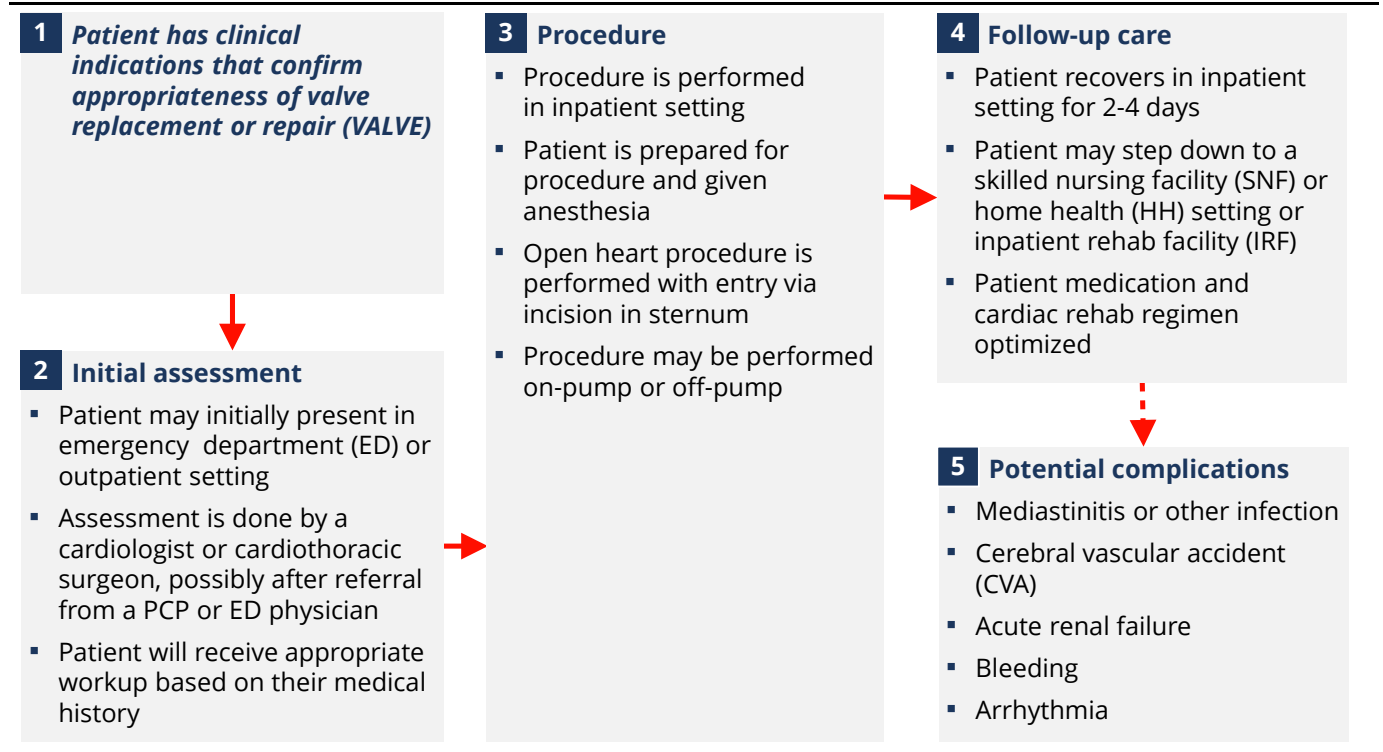 1 Patient has clinical
indications that confirm
appropriateness of valve
replacement or repair (VALVE)
2 Initial assessment
▪ Patient may initially present in
emergency department (ED) or
outpatient setting
▪ Assessment is done by a
cardiologist or cardiothoracic
surgeon, possibly after referral
from a PCP or ED physician
▪ Patient will receive appropriate
workup based on their medical
history
3 Procedure
▪ Procedure is performed
in inpatient setting
▪ Patient is prepared for
procedure and given
anesthesia
▪ Open heart procedure is
performed with entry via
incision in sternum
▪ Procedure may be performed
on-pump or off-pump
4 Follow-up care
▪ Patient recovers in inpatient
setting for 2-4 days
▪ Patient may step down to a
skilled nursing facility (SNF) or
home health (HH) setting or
inpatient rehab facility (IRF)
▪ Patient medication and
cardiac rehab regimen
optimized
5 Potential complications
▪ Mediastinitis or other infection
▪ Cerebral vascular accident
(CVA)
▪ Acute renal failure
▪ Bleeding
▪ Arrhythmia